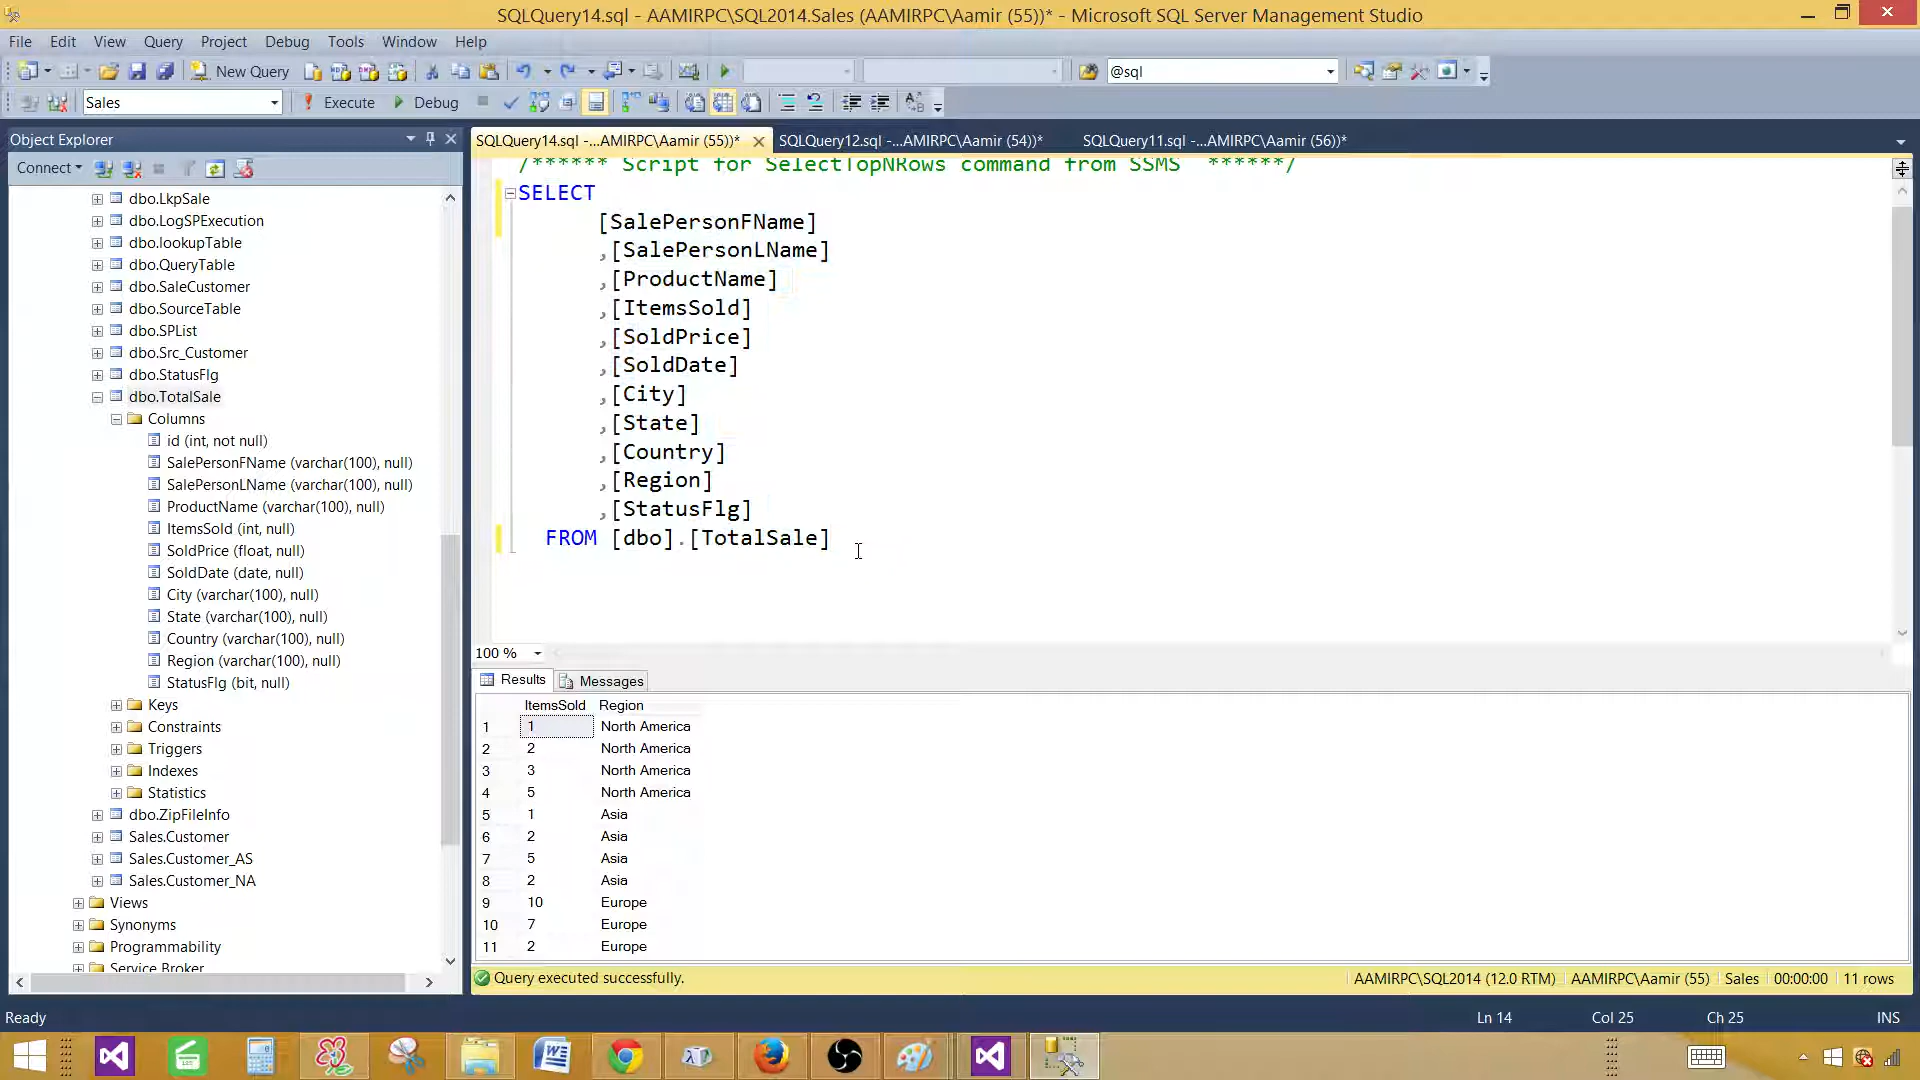 SQLQuery14.sql - AAMIRPC\SQL2014.Sales (AAMIRPC\Aamir (55))* - Microsoft SQL Server Management Studio
File Edit View Query Project Debug Tools Window Help
New Query @sql
Sales Execute Debug
Object Explorer
SQLQuery14.sql -...AMIRPC\Aamir (55))* SQLQuery12.sql -...AMIRPC\Aamir (54))* SQLQuery11.sql -...AMIRPC\Aamir (56))*
Connect
dbo.LkpSale
dbo.LogSPExecution
dbo.lookupTable
dbo.QueryTable
dbo.SaleCustomer
dbo.SourceTable
dbo.SPList
dbo.Src_Customer
dbo.StatusFlg
dbo.TotalSale
Columns
id (int, not null)
SalePersonFName (varchar(100), null)
SalePersonLName (varchar(100), null)
ProductName (varchar(100), null)
ItemsSold (int, null)
SoldPrice (float, null)
SoldDate (date, null)
City (varchar(100), null)
State (varchar(100), null)
Country (varchar(100), null)
Region (varchar(100), null)
StatusFlg (bit, null)
Keys
Constraints
Triggers
Indexes
Statistics
dbo.ZipFileInfo
Sales.Customer
Sales.Customer_AS
Sales.Customer_NA
Views
Synonyms
Programmability
Service Broker
/****** Script for SelectTopNRows command from SSMS ******/
SELECT
[SalePersonFName]
,[SalePersonLName]
,[ProductName]
,[ItemsSold]
,[SoldPrice]
,[SoldDate]
,[City]
,[State]
,[Country]
,[Region]
,[StatusFlg]
FROM [dbo].[TotalSale]
100 %
Results Messages
ItemsSold Region
1 1 North America
2 2 North America
3 3 North America
4 5 North America
5 1 Asia
6 2 Asia
7 5 Asia
8 2 Asia
9 10 Europe
10 7 Europe
11 2 Europe
Query executed successfully. AAMIRPC\SQL2014 (12.0 RTM) AAMIRPC\Aamir (55) Sales 00:00:00 11 rows
Ready Ln 14 Col 25 Ch 25 INS